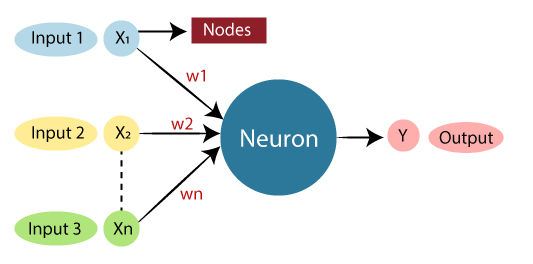 Input 1
X₁
Nodes
w1
Input 2
X₂
w2
Neuron
Y
Output
wn
Input 3
Xn